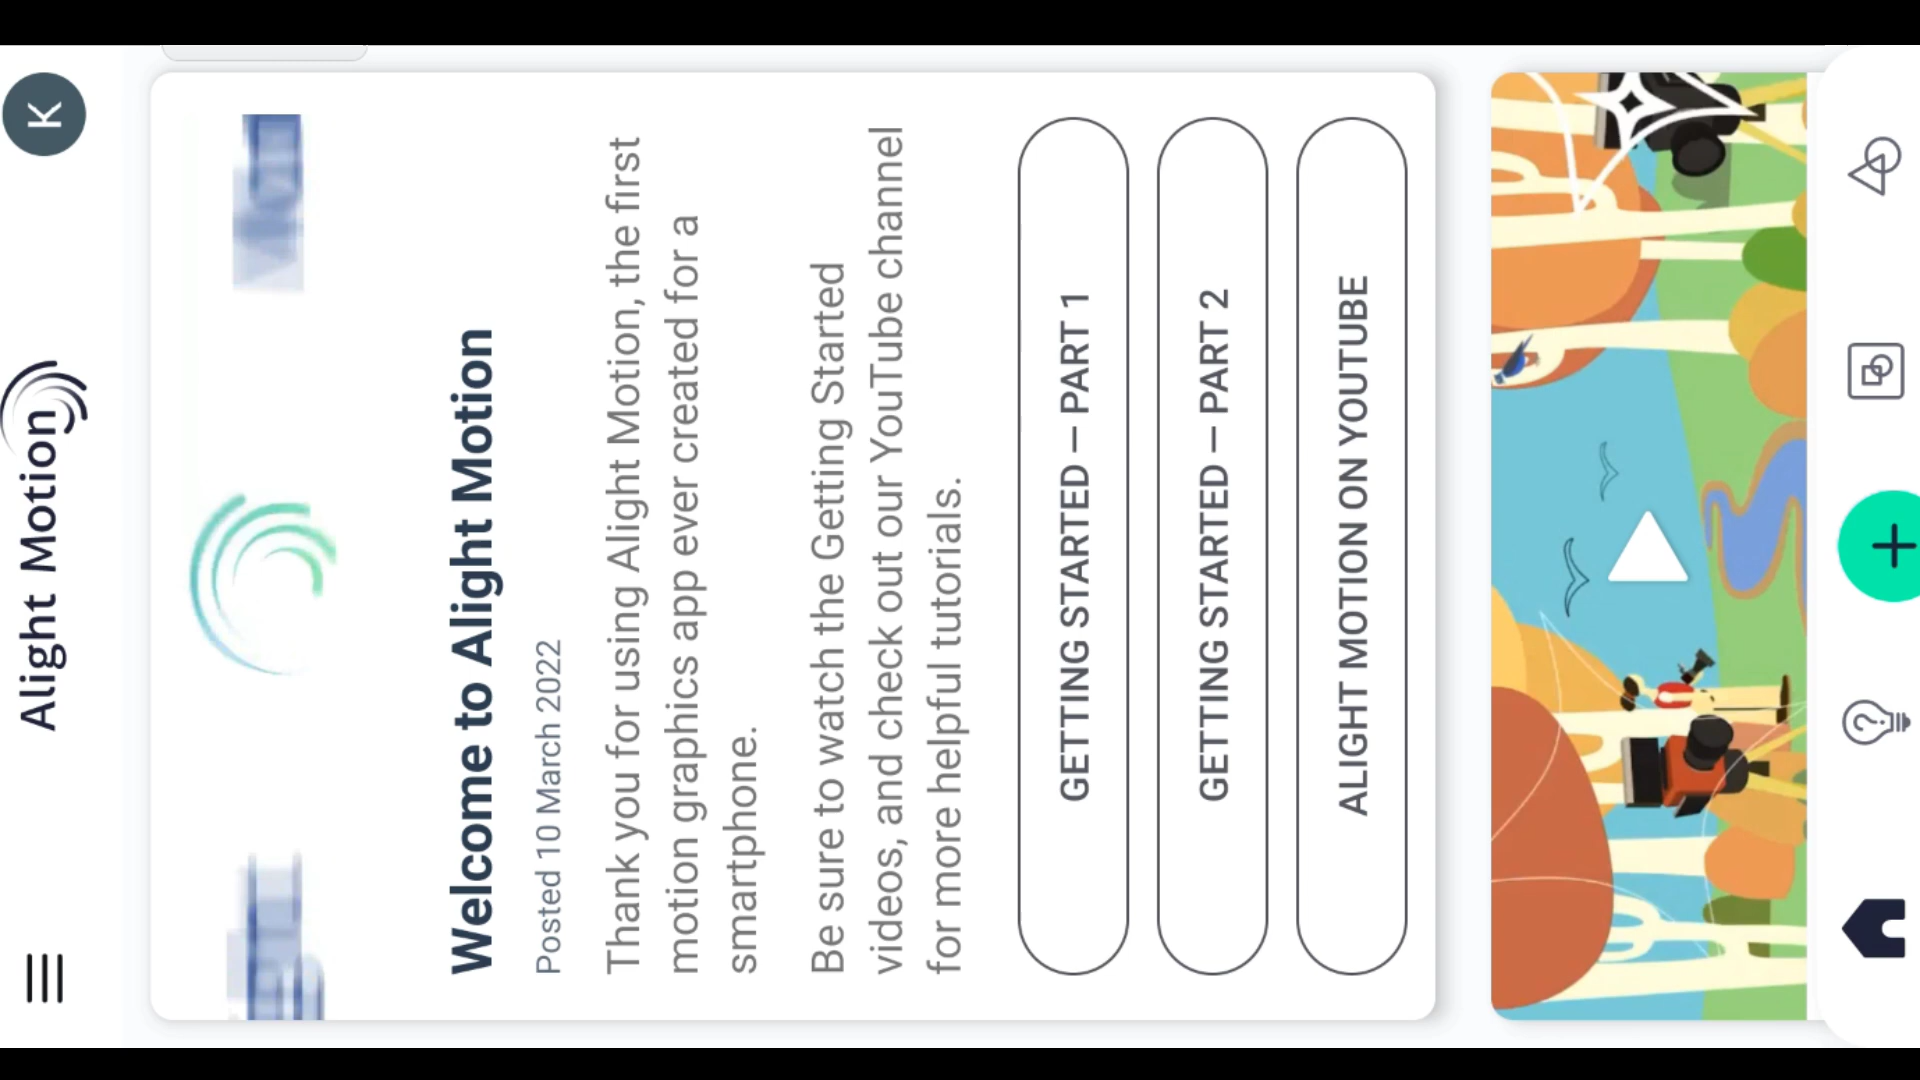 Alight Motion
K
Welcome to Alight Motion
Posted 10 March 2022
Thank you for using Alight Motion, the first
motion graphics app ever created for a
smartphone.
Be sure to watch the Getting Started
videos, and check out our YouTube channel
for more helpful tutorials.
GETTING STARTED – PART 1
GETTING STARTED – PART 2
ALIGHT MOTION ON YOUTUBE